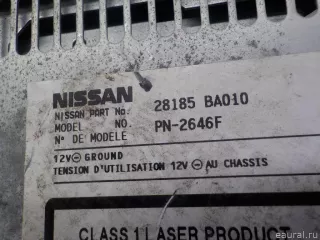 NISSAN 28185 BA010
NISSAN PART No.
MODEL NO. PN-2646F
N° DE MODELE
12V⎓ GROUND
TENSION D'UTILISATION 12V⎓ AU CHASSIS
CLASS 1 LASER PRODUCT
eaural.ru